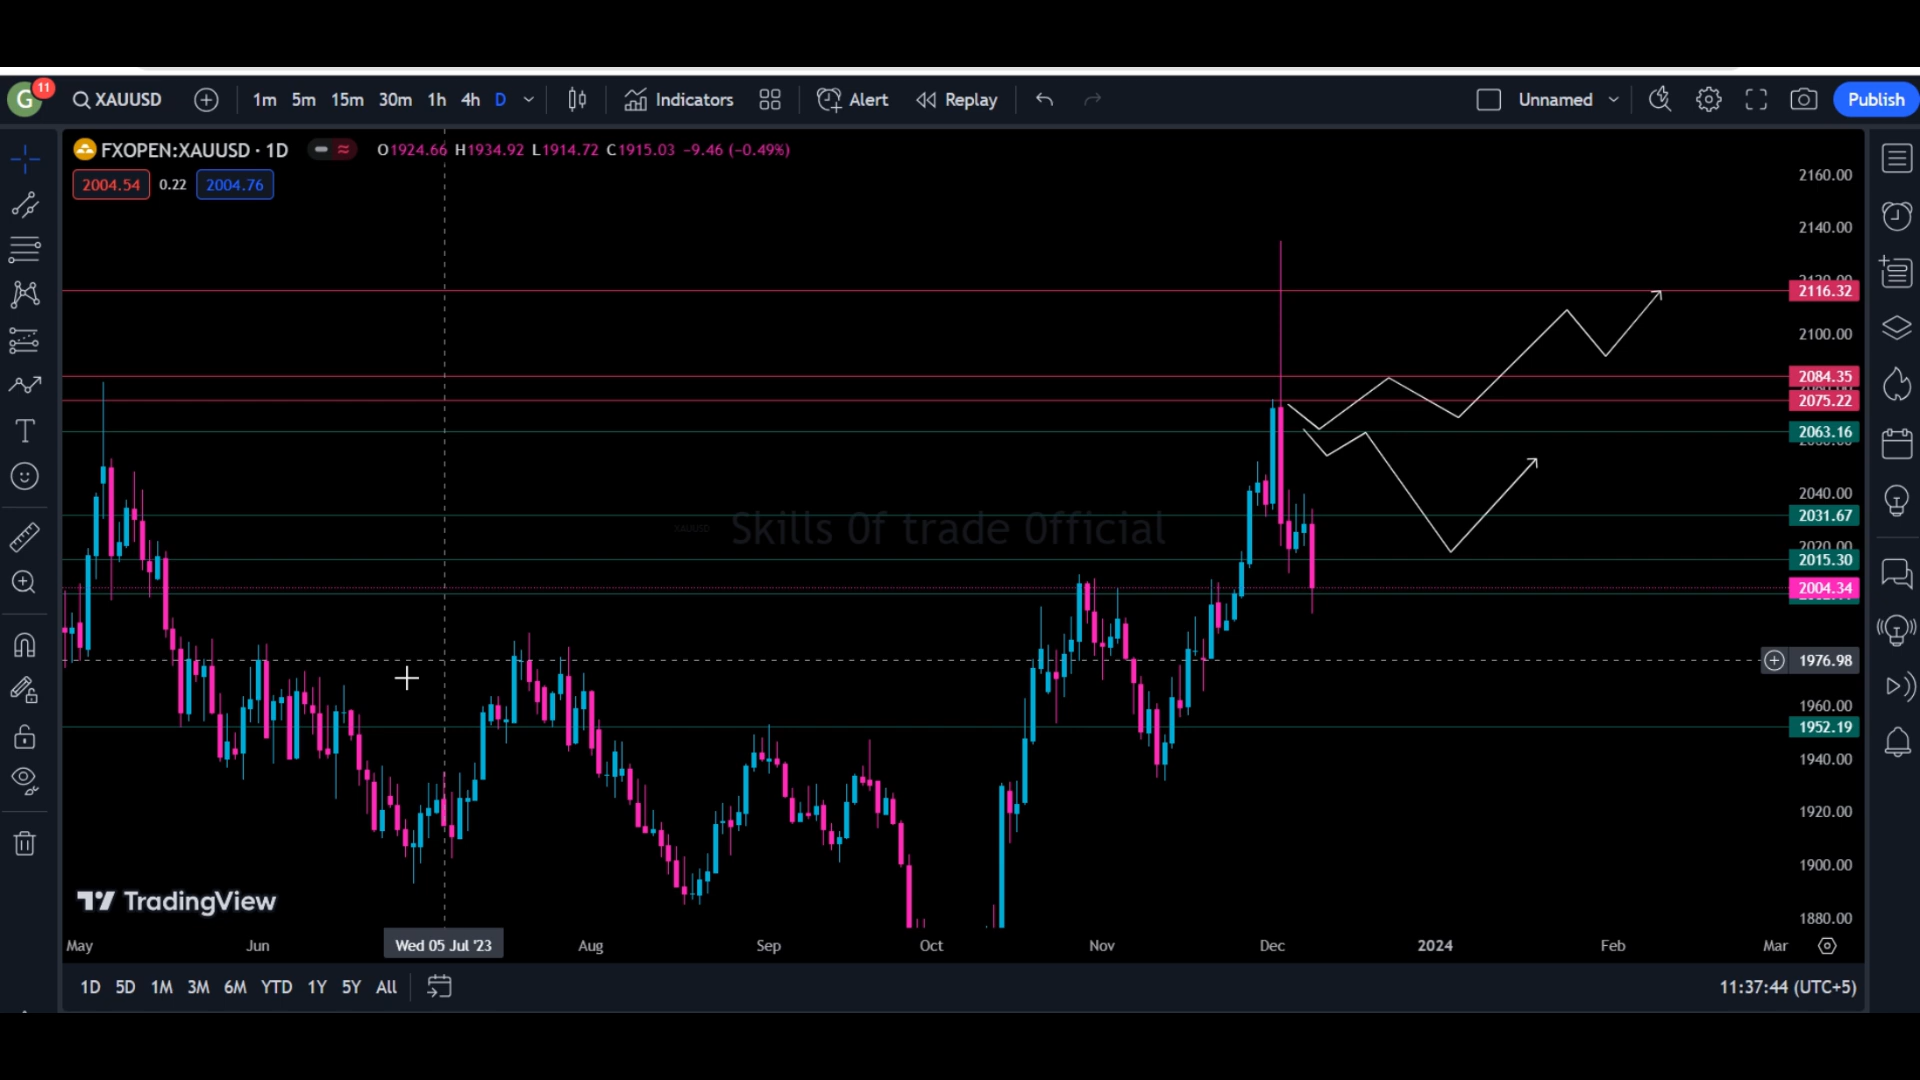 G 11 XAUUSD 1m 5m 15m 30m 1h 4h D Indicators Alert Replay Unnamed Publish
FXOPEN:XAUUSD · 1D O1924.66 H1934.92 L1914.72 C1915.03 −9.46 (−0.49%)
2004.54 0.22 2004.76
2160.00
2140.00
2116.32
2100.00
2084.35
2075.22
2063.16
2040.00
XAUUSD Skills Of trade Official
2031.67
2020.00
2015.30
2004.34
1976.98
1960.00
1952.19
1940.00
1920.00
1900.00
TradingView
1880.00
May Jun Wed 05 Jul '23 Aug Sep Oct Nov Dec 2024 Feb Mar
1D 5D 1M 3M 6M YTD 1Y 5Y All 11:37:44 (UTC+5)